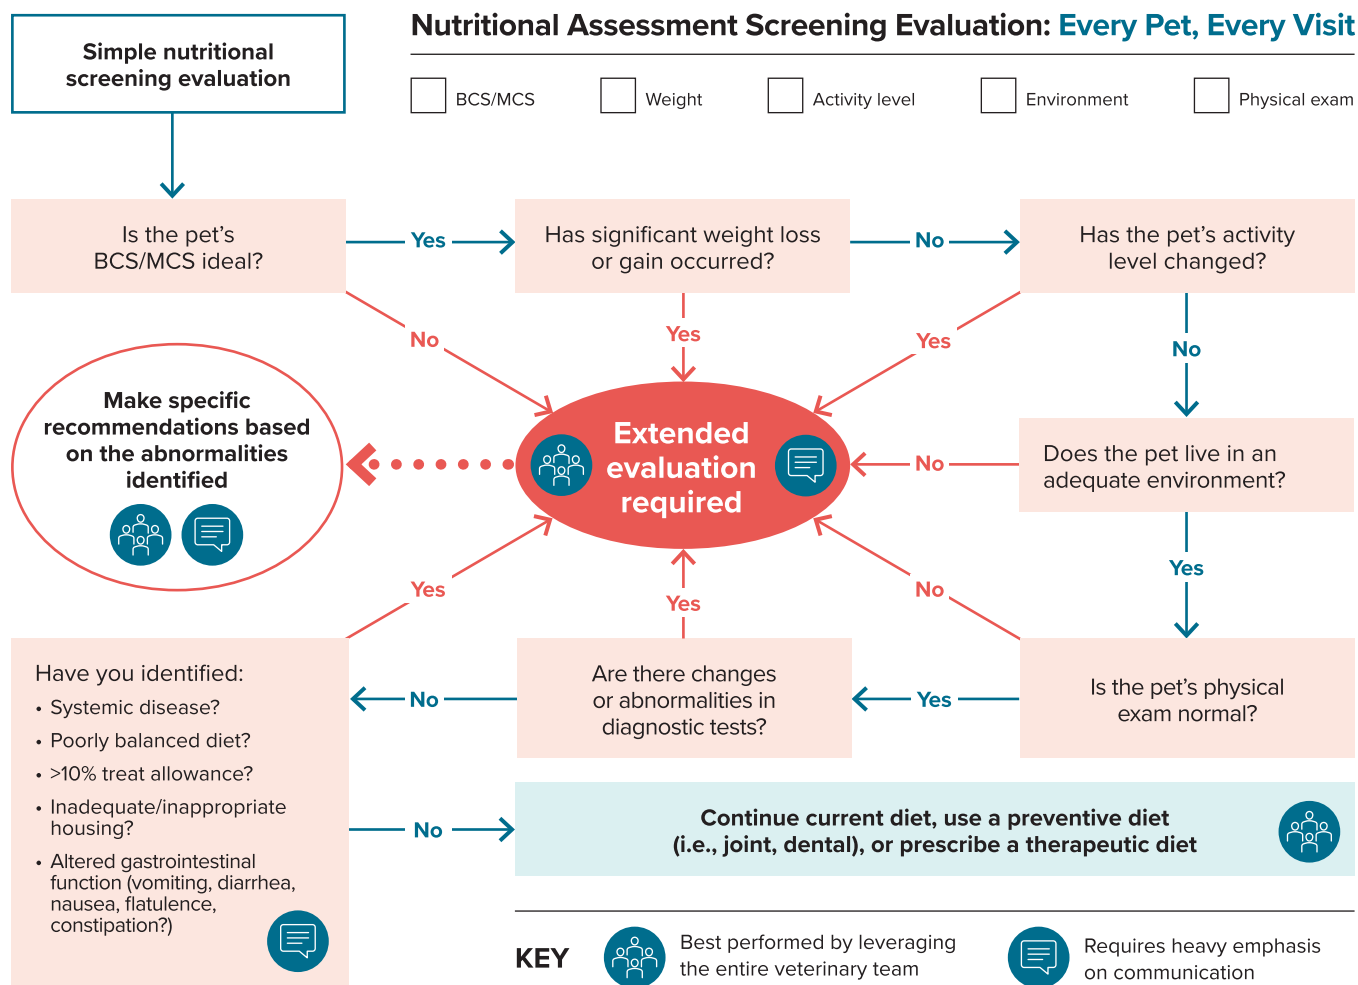 Simple nutritional
screening evaluation
Nutritional Assessment Screening Evaluation: Every Pet, Every Visit
BCS/MCS
Weight
Activity level
Environment
Physical exam
Is the pet’s
BCS/MCS ideal?
Yes
Has significant weight loss
or gain occurred?
No
Has the pet’s activity
level changed?
No
Yes
Yes
No
Make specific
recommendations based
on the abnormalities
identified
Extended
evaluation
required
No
Does the pet live in an
adequate environment?
Yes
Yes
Yes
No
Have you identified:
• Systemic disease?
• Poorly balanced diet?
• >10% treat allowance?
• Inadequate/inappropriate
housing?
• Altered gastrointestinal
function (vomiting, diarrhea,
nausea, flatulence,
constipation?)
No
Are there changes
or abnormalities in
diagnostic tests?
Yes
Is the pet’s physical
exam normal?
No
Continue current diet, use a preventive diet
(i.e., joint, dental), or prescribe a therapeutic diet
KEY
Best performed by leveraging
the entire veterinary team
Requires heavy emphasis
on communication